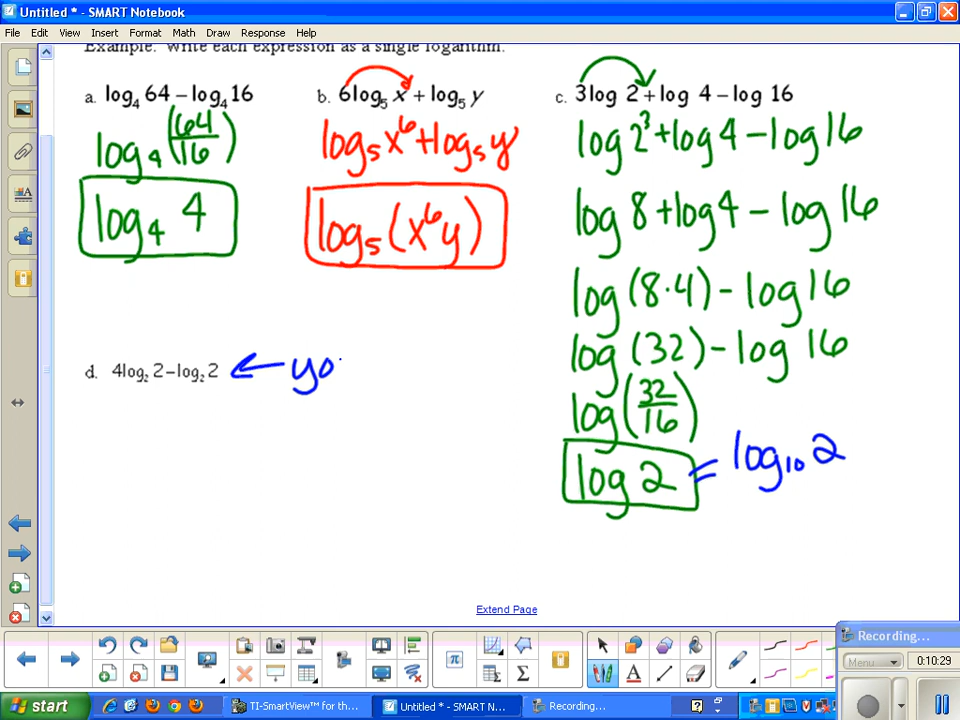 Untitled * - SMART Notebook
File Edit View Insert Format Math Draw Response Help
Example: Write each expression as a single logarithm.
a. log₄ 64 − log₄ 16
log₄ (64/16)
log₄ 4
b. 6log₅ x + log₅ y
log₅ x⁶ + log₅ y
log₅ (x⁶y)
c. 3log 2 + log 4 − log 16
log 2³ + log 4 − log 16
log 8 + log 4 − log 16
log (8·4) − log 16
log (32) − log 16
log (32/16)
log 2 = log₁₀ 2
d. 4log₂ 2 − log₂ 2 ← yo
Extend Page
Recording...
Menu
0:10:29
start
TI-SmartView™ for th...
Untitled * - SMART N...
Recording...